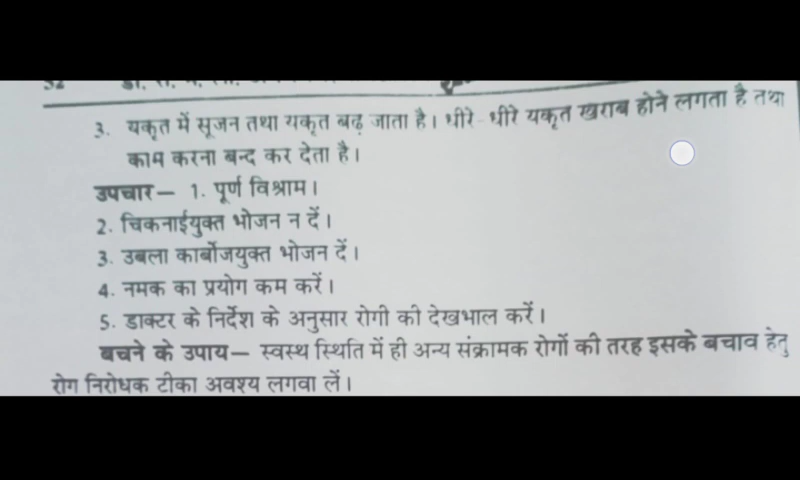 3. यकृत में सूजन तथा यकृत बढ़ जाता है। धीरे-धीरे यकृत खराब होने लगता है तथा
काम करना बन्द कर देता है।
उपचार— 1. पूर्ण विश्राम।
2. चिकनाईयुक्त भोजन न दें।
3. उबला कार्बोजयुक्त भोजन दें।
4. नमक का प्रयोग कम करें।
5. डाक्टर के निर्देश के अनुसार रोगी की देखभाल करें।
बचने के उपाय— स्वस्थ स्थिति में ही अन्य संक्रामक रोगों की तरह इसके बचाव हेतु
रोग निरोधक टीका अवश्य लगवा लें।